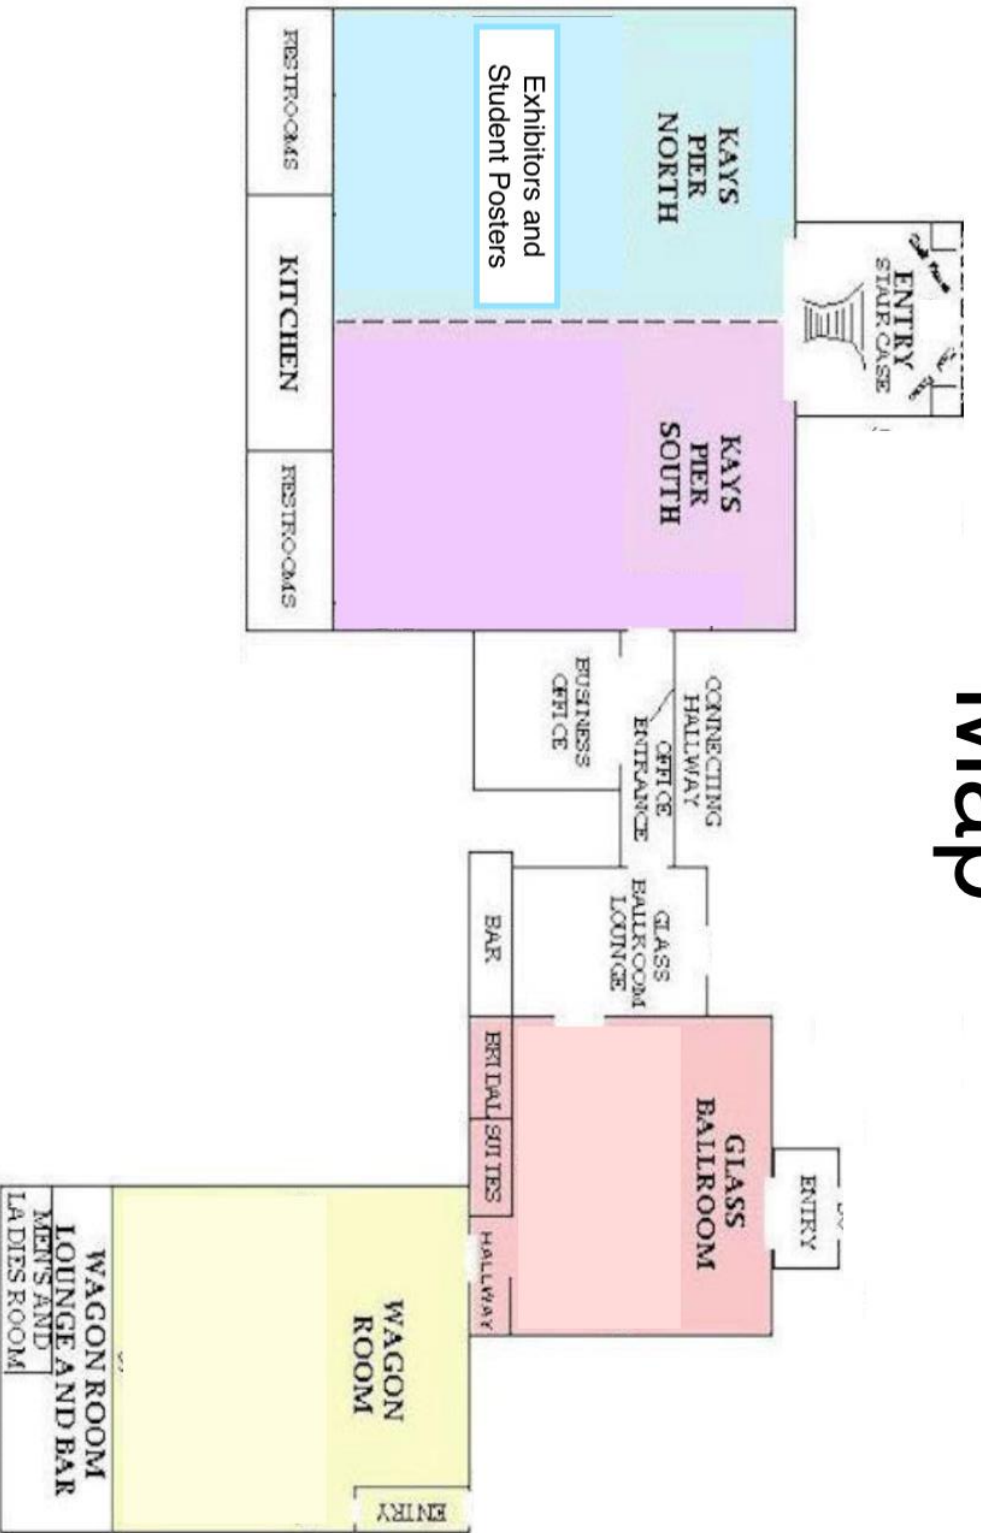 Map
KAYS
PIER
NORTH
Exhibitors and
Student Posters
RESTROOMS
KITCHEN
RESTROOMS
ENTRY
STAIRCASE
KAYS
PIER
SOUTH
CONNECTING
HALLWAY
OFFICE
ENTRANCE
BUSINESS
OFFICE
GLASS
BALLROOM
LOUNGE
BAR
GLASS
BALLROOM
ENTRY
BRIDAL SUITES
HALLWAY
WAGON
ROOM
ENTRY
WAGON ROOM
LOUNGE AND BAR
MEN'S AND
LADIES ROOM